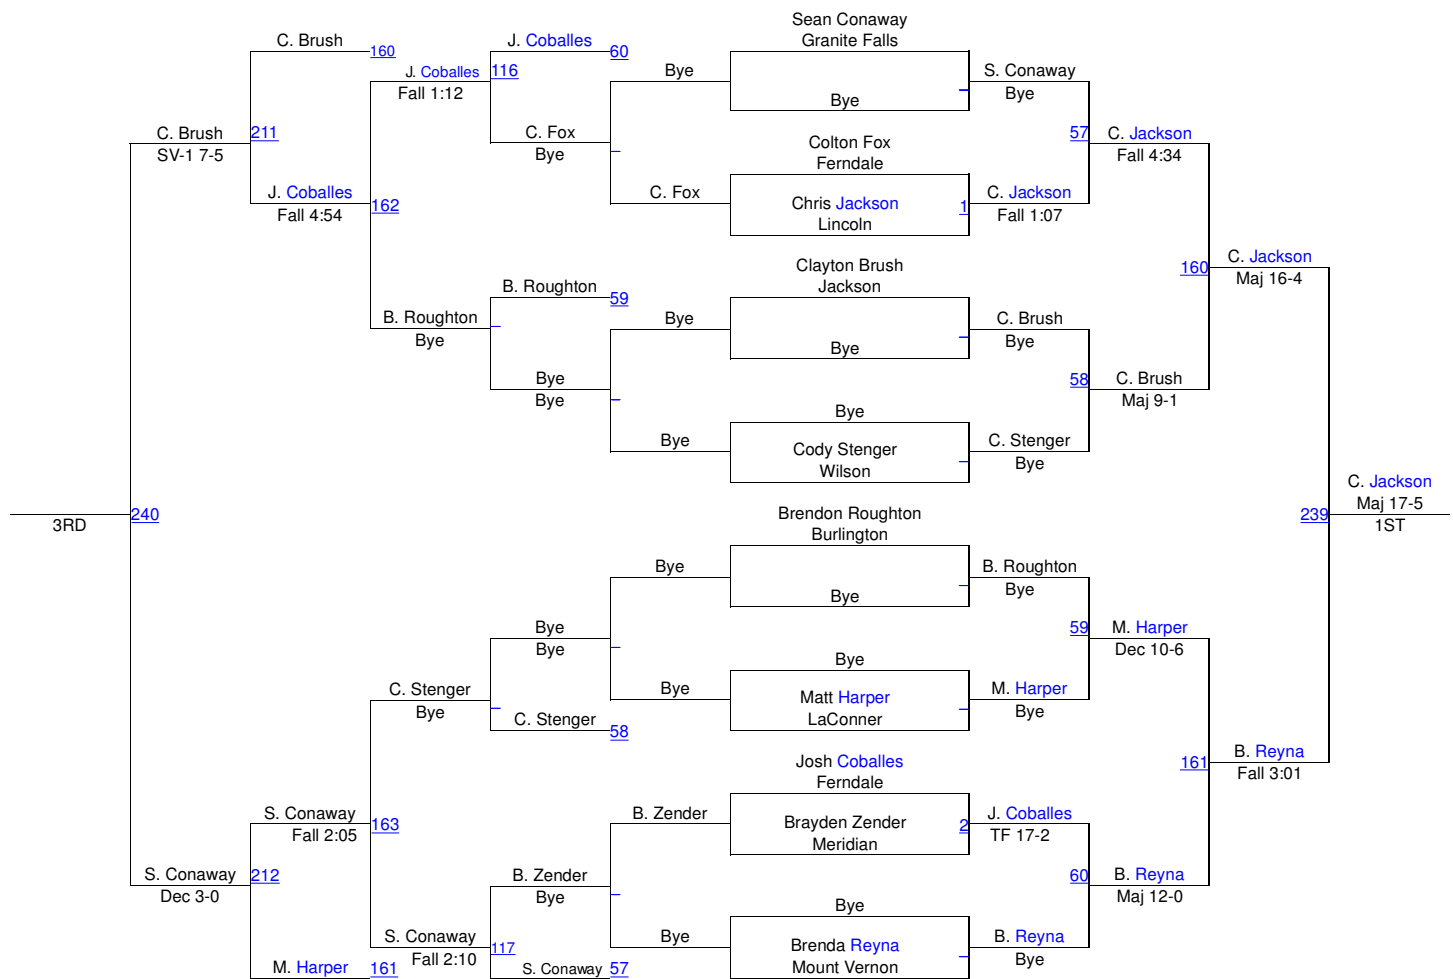 Sean Conaway
Granite Falls
C. Brush
160
J. Coballes
60
J. Coballes
116
Fall 1:12
Bye
Bye
S. Conaway
Bye
C. Brush
211
SV-1 7-5
C. Fox
Bye
Colton Fox
Ferndale
57
C. Jackson
Fall 4:34
J. Coballes
162
Fall 4:54
C. Fox
Chris Jackson
Lincoln
1
C. Jackson
Fall 1:07
Clayton Brush
Jackson
160
C. Jackson
Maj 16-4
B. Roughton
59
B. Roughton
Bye
Bye
Bye
C. Brush
Bye
Bye
Bye
58
C. Brush
Maj 9-1
Bye
Bye
Cody Stenger
Wilson
C. Stenger
Bye
240
3RD
Brendon Roughton
Burlington
239
C. Jackson
Maj 17-5
1ST
Bye
Bye
B. Roughton
Bye
Bye
Bye
59
M. Harper
Dec 10-6
Bye
C. Stenger
Bye
Bye
Matt Harper
LaConner
M. Harper
Bye
C. Stenger
58
Josh Coballes
Ferndale
161
B. Reyna
Fall 3:01
S. Conaway
163
Fall 2:05
B. Zender
Brayden Zender
Meridian
2
J. Coballes
TF 17-2
S. Conaway
212
Dec 3-0
B. Zender
Bye
60
B. Reyna
Maj 12-0
Bye
S. Conaway
117
Fall 2:10
Bye
Brenda Reyna
Mount Vernon
B. Reyna
Bye
M. Harper
161
S. Conaway
57